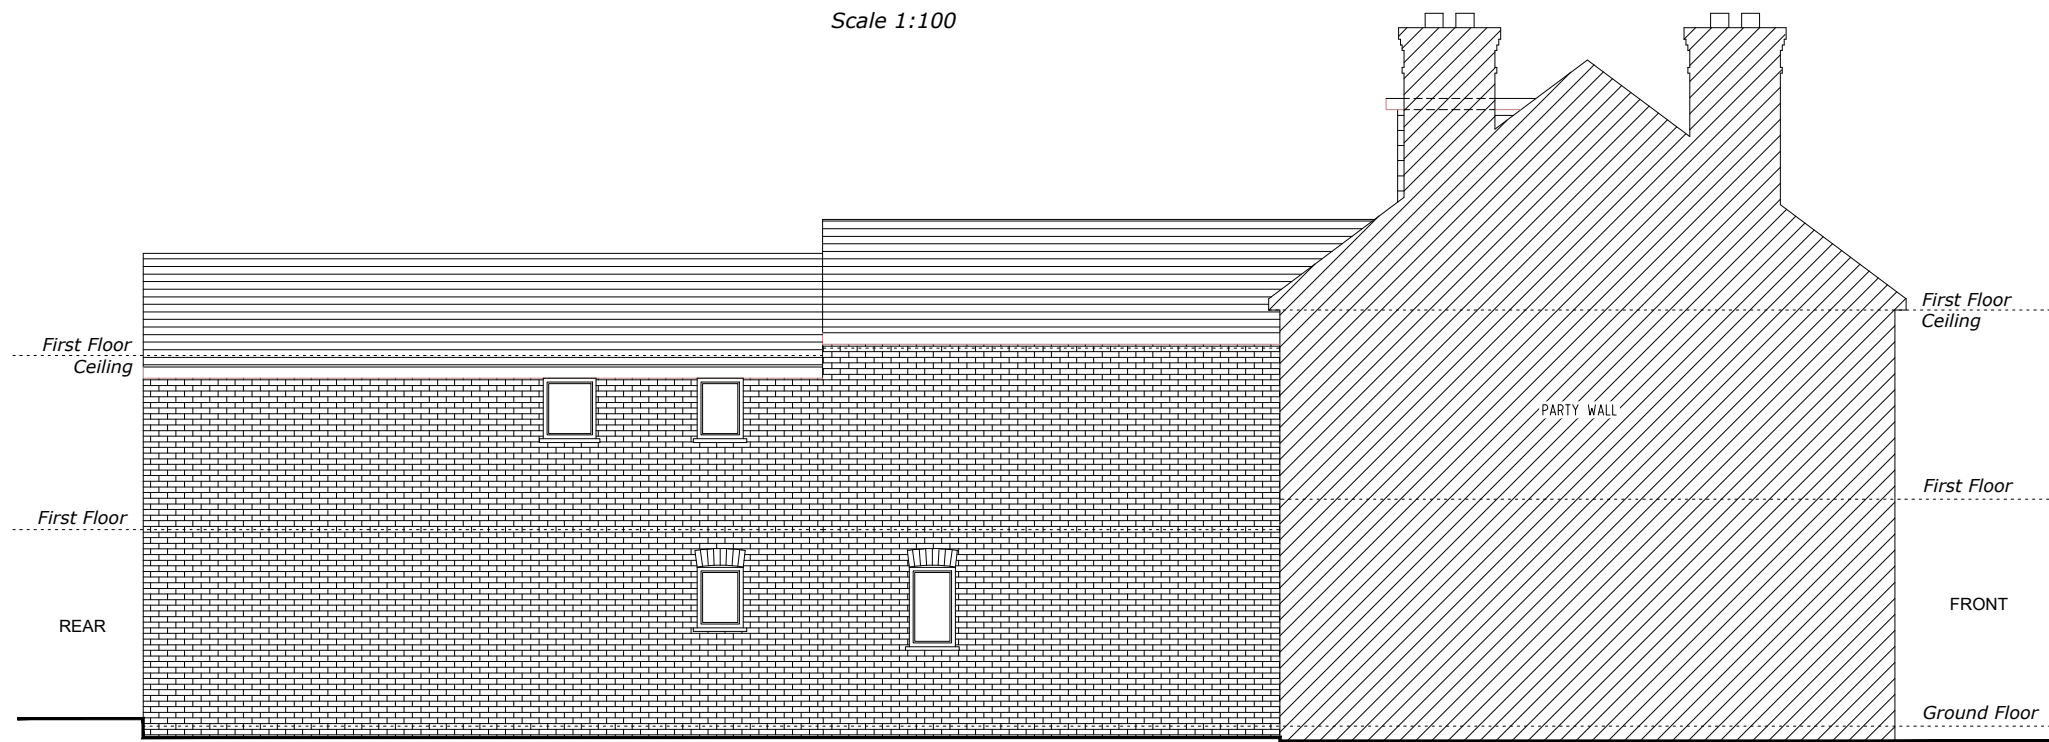 Scale 1:100
First Floor
Ceiling
First Floor
Ceiling
PARTY WALL
First Floor
First Floor
REAR
FRONT
Ground Floor